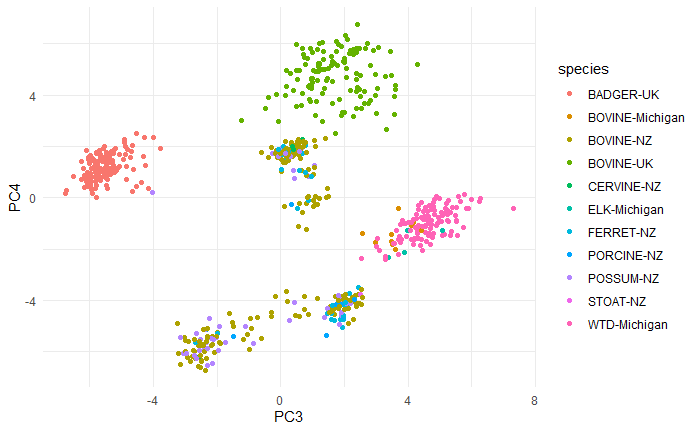 species
BADGER-UK
BOVINE-Michigan
BOVINE-NZ
BOVINE-UK
CERVINE-NZ
ELK-Michigan
FERRET-NZ
PORCINE-NZ
POSSUM-NZ
STOAT-NZ
WTD-Michigan
PC4
4
0
-4
-4
0
4
8
PC3